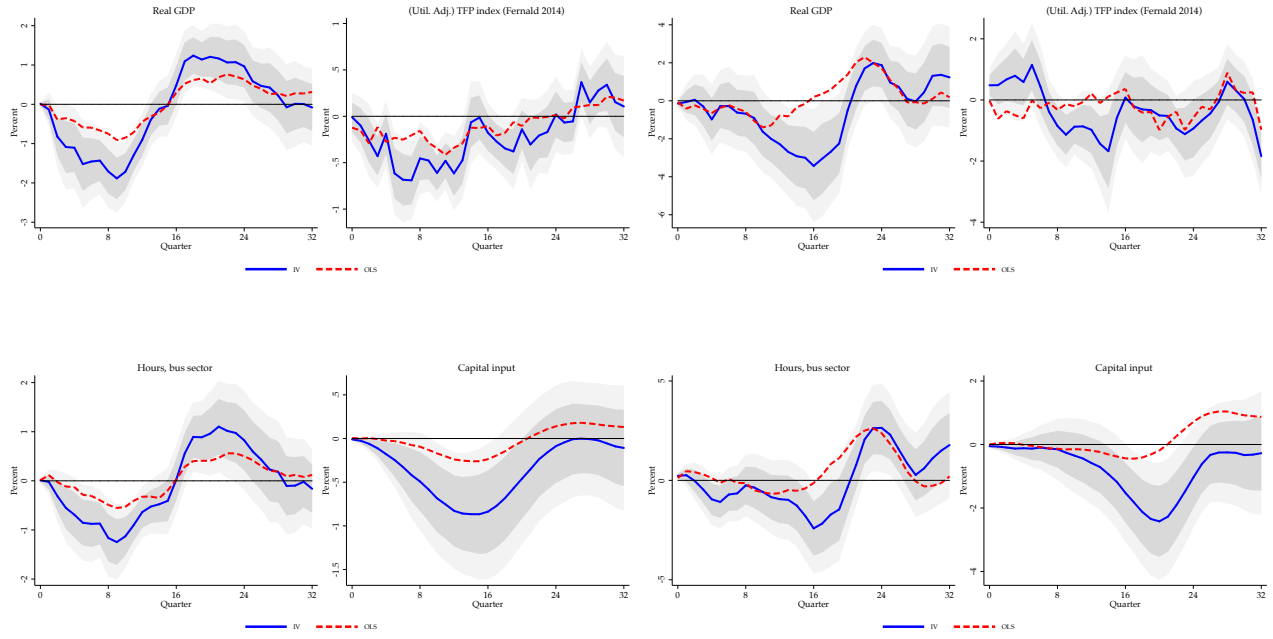 Real GDP
(Util. Adj.) TFP index (Fernald 2014)
Real GDP
(Util. Adj.) TFP index (Fernald 2014)
Percent
2
1
0
-1
-2
-3
0 8 16 24 32
Quarter
Percent
1
.5
0
-.5
-1
0 8 16 24 32
Quarter
Percent
4
2
0
-2
-4
-6
0 8 16 24 32
Quarter
Percent
2
0
-2
-4
0 8 16 24 32
Quarter
IV OLS
IV OLS
Hours, bus sector
Capital input
Hours, bus sector
Capital input
Percent
2
1
0
-1
-2
0 8 16 24 32
Quarter
Percent
.5
0
-.5
-1
-1.5
0 8 16 24 32
Quarter
Percent
5
0
-5
0 8 16 24 32
Quarter
Percent
2
0
-2
-4
0 8 16 24 32
Quarter
IV OLS
IV OLS